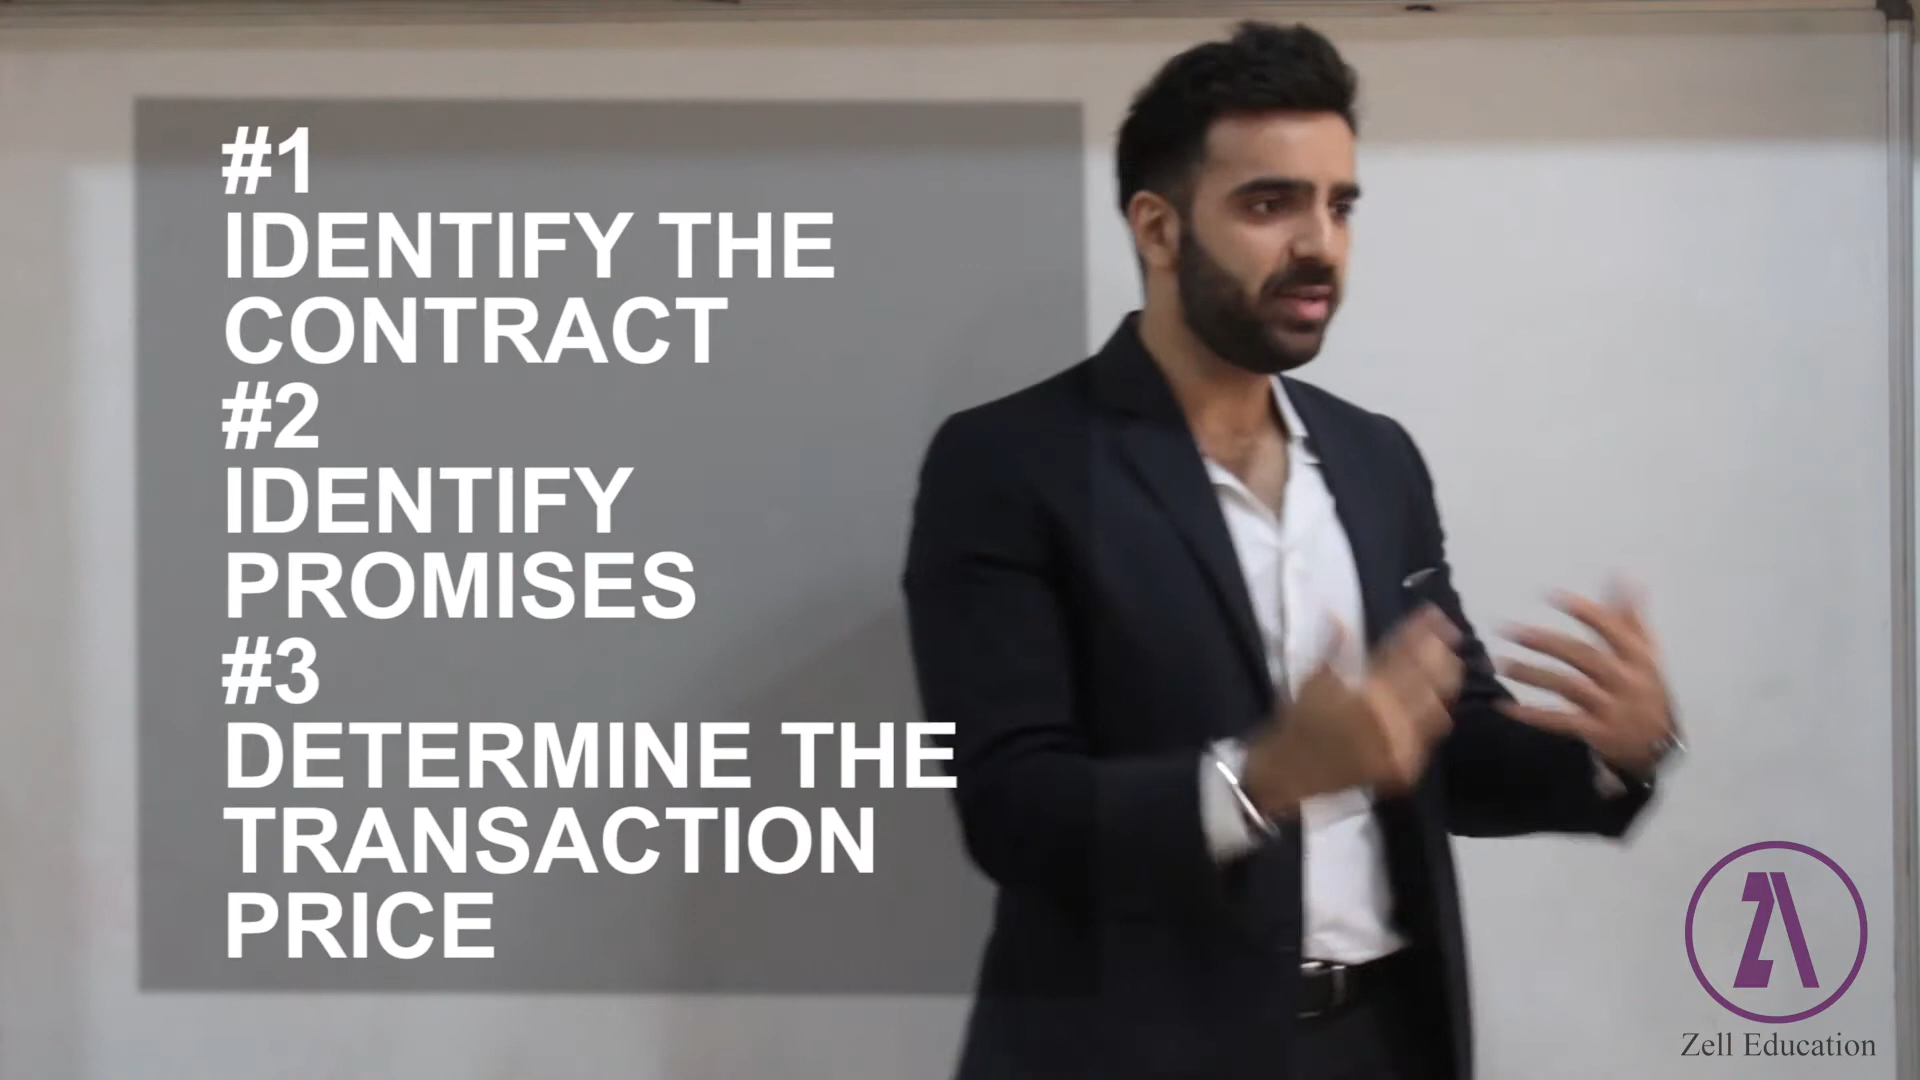 #1
IDENTIFY THE
CONTRACT
#2
IDENTIFY
PROMISES
#3
DETERMINE THE
TRANSACTION
PRICE
Zell Education